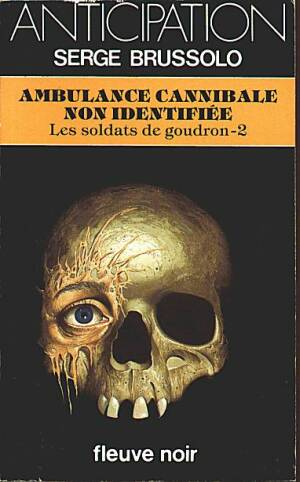 ANTICIPATION
SERGE BRUSSOLO
AMBULANCE CANNIBALE
NON IDENTIFIÉE
Les soldats de goudron-2
fleuve noir